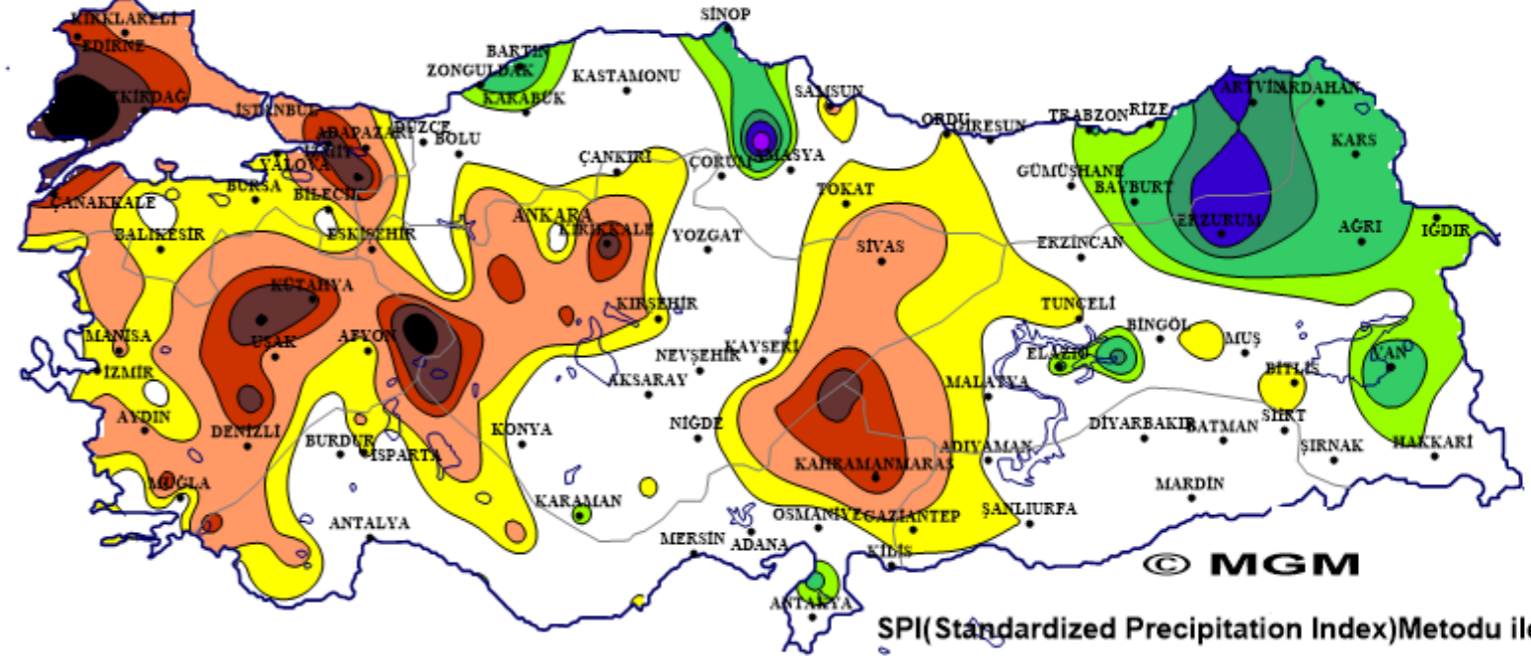 SİNOP
KIRKLARELİ
EDİRNE
BARTIN
ZONGULDAK
KASTAMONU
KARABÜK
SAMSUN
ARTVİN
ARDAHAN
İSTANBUL
ADAPAZARI
DÜZCE
BOLU
ORDU
GİRESUN
TRABZON
RİZE
KARS
YALOVA
ÇANKIRI
ÇORUM
AMASYA
GÜMÜŞHANE
BAYBURT
ÇANAKKALE
BURSA
BİLECİK
ANKARA
TOKAT
ERZURUM
AĞRI
IĞDIR
BALIKESİR
ESKİŞEHİR
KIRIKKALE
YOZGAT
SİVAS
ERZİNCAN
KÜTAHYA
KIRŞEHİR
TUNCELİ
MANİSA
UŞAK
AFYON
NEVŞEHİR
KAYSERİ
ELAZIĞ
BİNGÖL
MUŞ
VAN
İZMİR
AKSARAY
MALATYA
BİTLİS
AYDIN
DENİZLİ
BURDUR
ISPARTA
KONYA
NİĞDE
ADIYAMAN
DİYARBAKIR
BATMAN
SİİRT
ŞIRNAK
HAKKARİ
MUĞLA
KARAMAN
KAHRAMANMARAS
MARDİN
ANTALYA
MERSİN
ADANA
OSMANİYE
GAZİANTEP
ŞANLIURFA
KİLİS
ANTAKYA
© MGM
SPI(Standardized Precipitation Index)Metodu ile